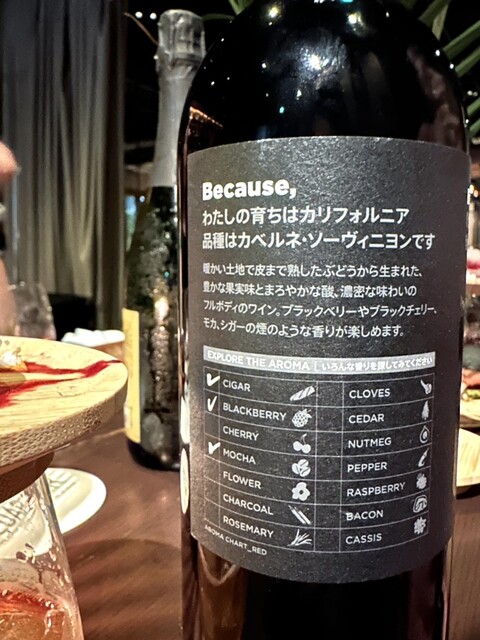 Because,
わたしの育ちはカリフォルニア
品種はカベルネ・ソーヴィニヨンです
暖かい土地で皮まで熟したぶどうから生まれた、
豊かな果実味とまろやかな酸、濃密な味わいの
フルボディのワイン。ブラックベリーやブラックチェリー、
モカ、シガーの煙のような香りが楽しめます。
EXPLORE THE AROMA | いろんな香りを探してみてください
CIGAR
BLACKBERRY
CHERRY
MOCHA
FLOWER
CHARCOAL
ROSEMARY
CLOVES
CEDAR
NUTMEG
PEPPER
RASPBERRY
BACON
CASSIS
AROMA CHART_RED